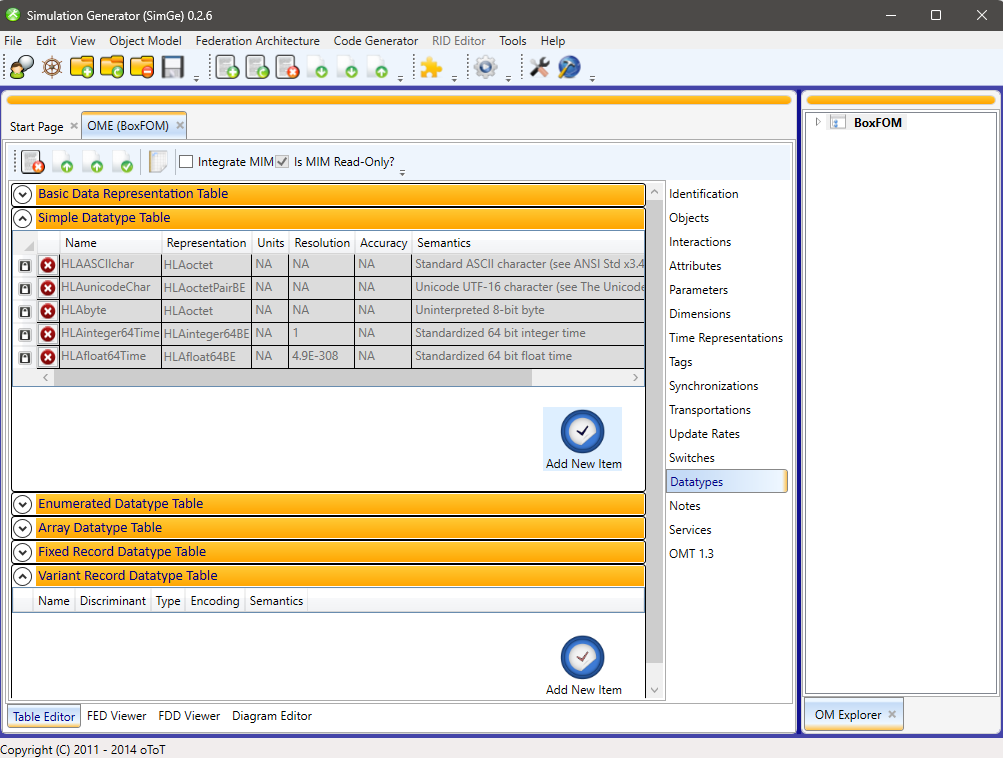 Simulation Generator (SimGe) 0.2.6
File Edit View Object Model Federation Architecture Code Generator RID Editor Tools Help
Start Page OME (BoxFOM)
Integrate MIM Is MIM Read-Only?
Basic Data Representation Table
Simple Datatype Table
Name Representation Units Resolution Accuracy Semantics
HLAASCIIchar HLAoctet NA NA NA Standard ASCII character (see ANSI Std x3.4
HLAunicodeChar HLAoctetPairBE NA NA NA Unicode UTF-16 character (see The Unicode
HLAbyte HLAoctet NA NA NA Uninterpreted 8-bit byte
HLAinteger64Time HLAinteger64BE NA 1 NA Standardized 64 bit integer time
HLAfloat64Time HLAfloat64BE NA 4.9E-308 NA Standardized 64 bit float time
Add New Item
Enumerated Datatype Table
Array Datatype Table
Fixed Record Datatype Table
Variant Record Datatype Table
Name Discriminant Type Encoding Semantics
Add New Item
Identification
Objects
Interactions
Attributes
Parameters
Dimensions
Time Representations
Tags
Synchronizations
Transportations
Update Rates
Switches
Datatypes
Notes
Services
OMT 1.3
Table Editor FED Viewer FDD Viewer Diagram Editor
BoxFOM
OM Explorer
Copyright (C) 2011 - 2014 oToT